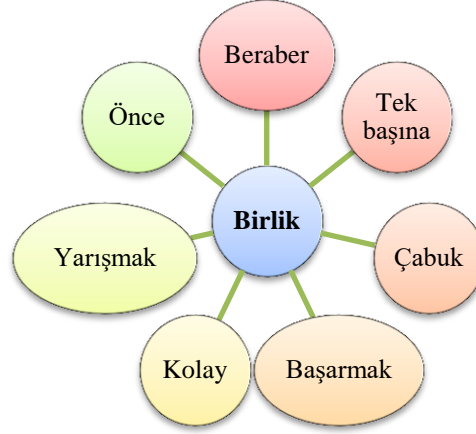 Beraber
Tek
başına
Önce
Birlik
Yarışmak
Çabuk
Kolay
Başarmak